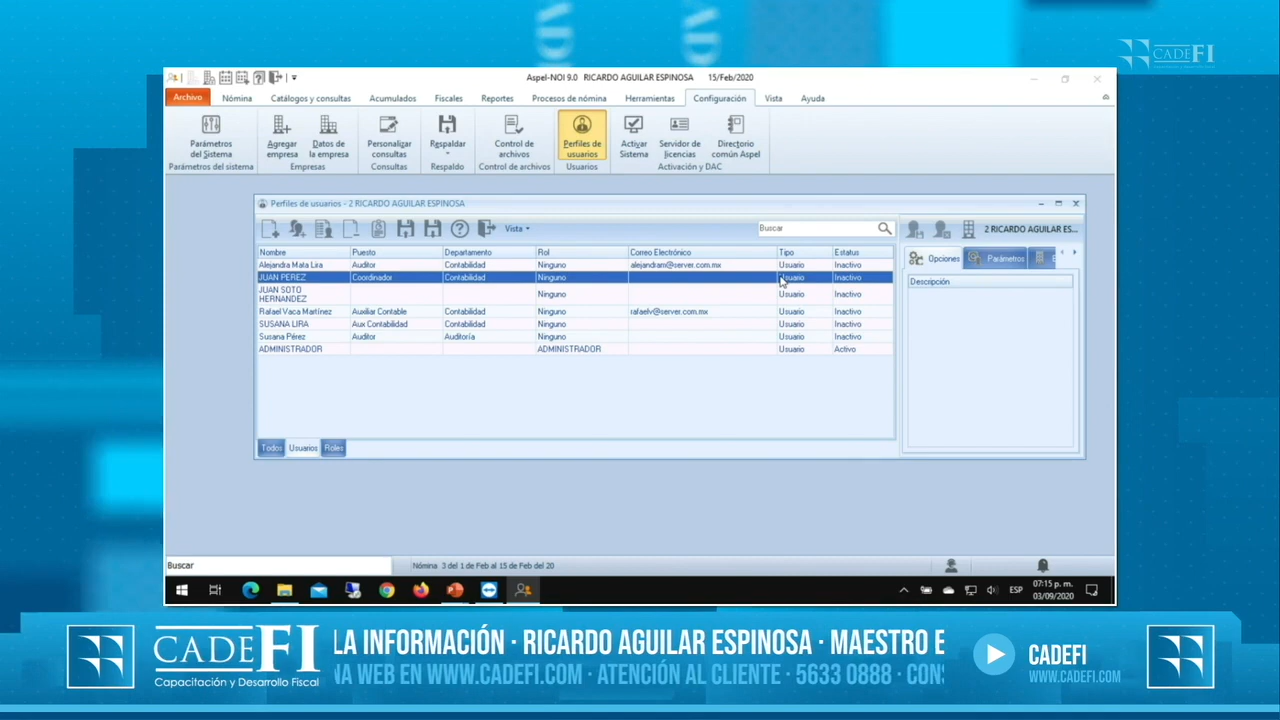 AD
AD
CADEFI
Capacitación y Desarrollo Fiscal
Aspel-NOI 9.0 RICARDO AGUILAR ESPINOSA 15/Feb/2020
Archivo Nómina Catálogos y consultas Acumulados Fiscales Reportes Procesos de nómina Herramientas Configuración Vista Ayuda
Parámetros del Sistema
Agregar empresa
Datos de la empresa
Personalizar consultas
Respaldar
Control de archivos
Perfiles de usuarios
Activar Sistema
Servidor de licencias
Directorio común Aspel
Parámetros del sistema Empresas Consultas Respaldo Control de archivos Usuarios Activación y DAC
Perfiles de usuarios - 2 RICARDO AGUILAR ESPINOSA
Vista Buscar 2 RICARDO AGUILAR ES...
Nombre Puesto Departamento Rol Correo Electrónico Tipo Estatus
Alejandra Mata Lira Auditor Contabilidad Ninguno alejandram@server.com.mx Usuario Inactivo
JUAN PEREZ Coordinador Contabilidad Ninguno Usuario Inactivo
JUAN SOTO HERNANDEZ Ninguno Usuario Inactivo
Rafael Vaca Martínez Auxiliar Contable Contabilidad Ninguno rafaelv@server.com.mx Usuario Inactivo
SUSANA LIRA Aux Contabilidad Contabilidad Ninguno Usuario Inactivo
Susana Pérez Auditor Auditoría Ninguno Usuario Inactivo
ADMINISTRADOR ADMINISTRADOR Usuario Activo
Opciones Parámetros
Descripción
Todos Usuarios Roles
Buscar Nómina 3 del 1 de Feb al 15 de Feb del 20
ESP 07:15 p. m.
03/09/2020
CADEFI
Capacitación y Desarrollo Fiscal
LA INFORMACIÓN · RICARDO AGUILAR ESPINOSA · MAESTRO E
NA WEB EN WWW.CADEFI.COM · ATENCIÓN AL CLIENTE · 5633 0888 · CONS
CADEFI
WWW.CADEFI.COM